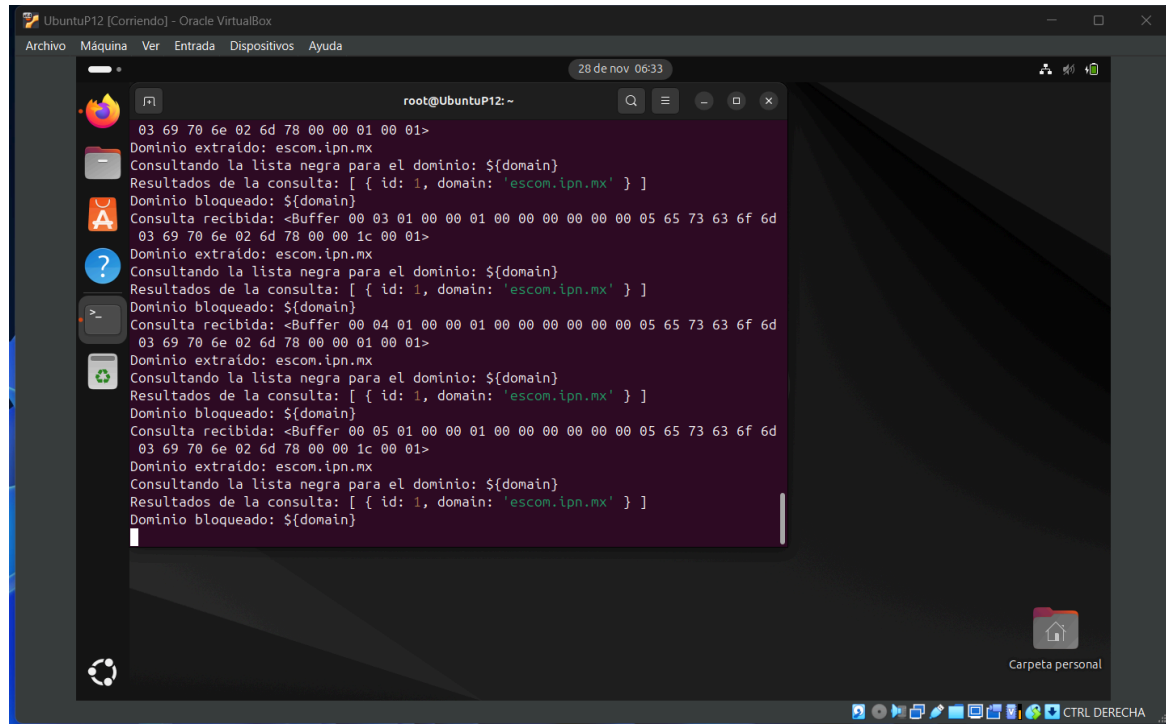 UbuntuP12 [Corriendo] - Oracle VirtualBox
Archivo Máquina Ver Entrada Dispositivos Ayuda
28 de nov 06:33
root@UbuntuP12: ~
03 69 70 6e 02 6d 78 00 00 01 00 01>
Dominio extraído: escom.ipn.mx
Consultando la lista negra para el dominio: ${domain}
Resultados de la consulta: [ { id: 1, domain: 'escom.ipn.mx' } ]
Dominio bloqueado: ${domain}
Consulta recibida: <Buffer 00 03 01 00 00 01 00 00 00 00 00 00 05 65 73 63 6f 6d
03 69 70 6e 02 6d 78 00 00 1c 00 01>
Dominio extraído: escom.ipn.mx
Consultando la lista negra para el dominio: ${domain}
Resultados de la consulta: [ { id: 1, domain: 'escom.ipn.mx' } ]
Dominio bloqueado: ${domain}
Consulta recibida: <Buffer 00 04 01 00 00 01 00 00 00 00 00 00 05 65 73 63 6f 6d
03 69 70 6e 02 6d 78 00 00 01 00 01>
Dominio extraído: escom.ipn.mx
Consultando la lista negra para el dominio: ${domain}
Resultados de la consulta: [ { id: 1, domain: 'escom.ipn.mx' } ]
Dominio bloqueado: ${domain}
Consulta recibida: <Buffer 00 05 01 00 00 01 00 00 00 00 00 00 05 65 73 63 6f 6d
03 69 70 6e 02 6d 78 00 00 1c 00 01>
Dominio extraído: escom.ipn.mx
Consultando la lista negra para el dominio: ${domain}
Resultados de la consulta: [ { id: 1, domain: 'escom.ipn.mx' } ]
Dominio bloqueado: ${domain}
Carpeta personal
CTRL DERECHA